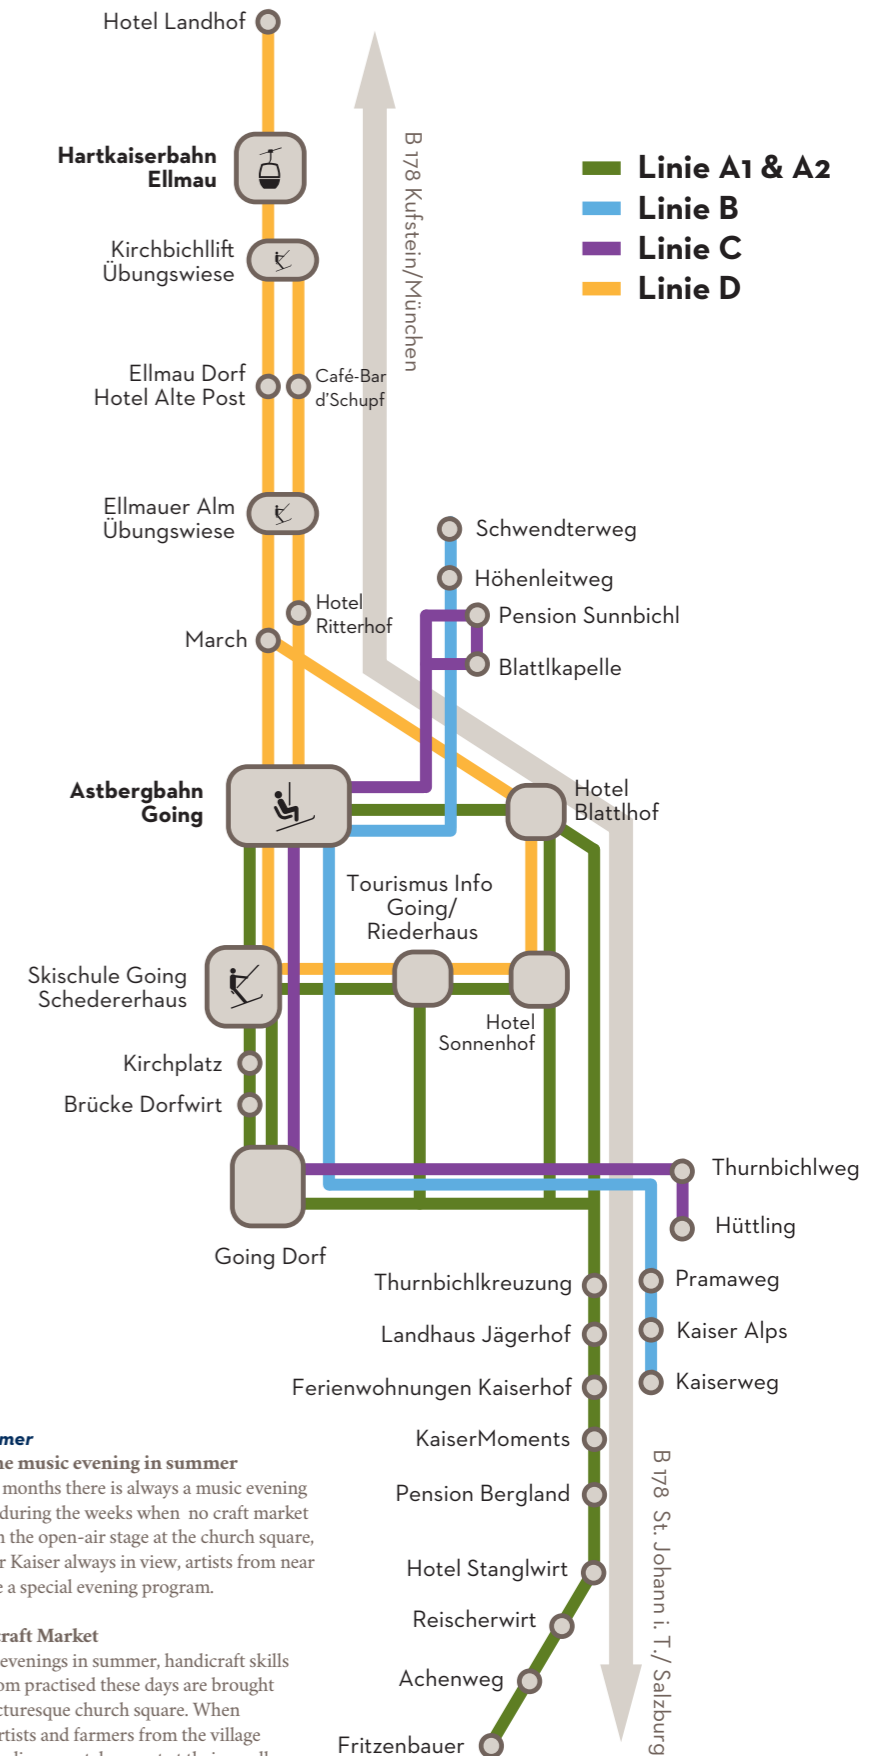 Hotel Landhof
Hartkaiserbahn
Ellmau
Kirchbichllift
Übungswiese
Ellmau Dorf
Hotel Alte Post
Café-Bar
d'Schupf
Ellmauer Alm
Übungswiese
Hotel
Ritterhof
March
B 178 Kufstein/München
Linie A1 & A2
Linie B
Linie C
Linie D
Schwendterweg
Höhenleitweg
Pension Sunnbichl
Blattlkapelle
Astbergbahn
Going
Hotel
Blattlhof
Tourismus Info
Going/
Riederhaus
Skischule Going
Schedererhaus
Hotel
Sonnenhof
Kirchplatz
Brücke Dorfwirt
Going Dorf
Thurnbichlweg
Hüttling
Pramaweg
Kaiser Alps
Kaiserweg
Thurnbichlkreuzung
Landhaus Jägerhof
Ferienwohnungen Kaiserhof
KaiserMoments
Pension Bergland
Hotel Stanglwirt
Reischerwirt
Achenweg
Fritzenbauer
B 178 St. Johann i. T./ Salzburg
mer
ne music evening in summer
months there is always a music evening
during the weeks when no craft market
n the open-air stage at the church square,
r Kaiser always in view, artists from near
e a special evening program.
raft Market
evenings in summer, handicraft skills
om practised these days are brought
cturesque church square. When
rtists and farmers from the village